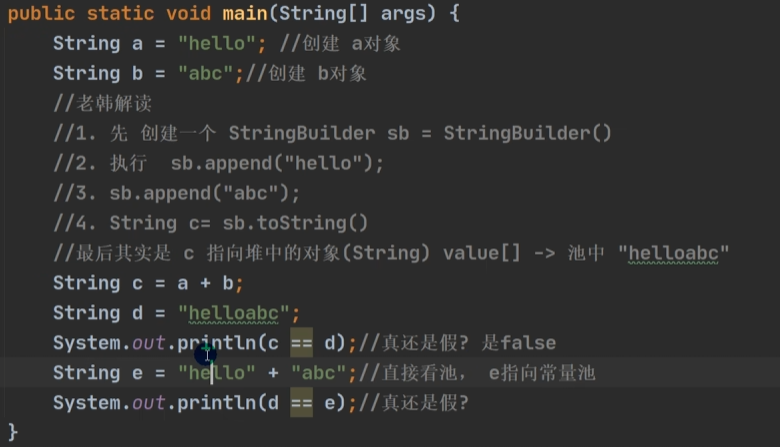 public static void main(String[] args) {
String a = "hello"; //创建 a对象
String b = "abc";//创建 b对象
//老韩解读
//1. 先 创建一个 StringBuilder sb = StringBuilder()
//2. 执行  sb.append("hello");
//3. sb.append("abc");
//4. String c= sb.toString()
//最后其实是 c 指向堆中的对象(String) value[] -> 池中 "helloabc"
String c = a + b;
String d = "helloabc";
System.out.println(c == d);//真还是假? 是false
String e = "hello" + "abc";//直接看池， e指向常量池
System.out.println(d == e);//真还是假?
}